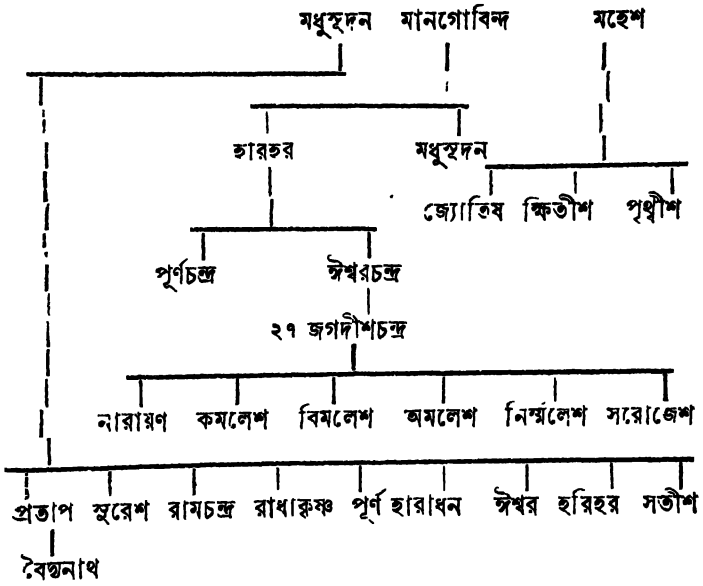 মধুসূদন মানগোবিন্দ মহেশ
হারহর মধুসূদন
জ্যোতিষ ক্ষিতীশ পৃথ্বীশ
পূর্ণচন্দ্র ঈশ্বরচন্দ্র
২৭ জগদীশচন্দ্র
নারায়ণ কমলেশ বিমলেশ অমলেশ নির্ম্মলেশ সরোজেশ
প্রতাপ সুরেশ রামচন্দ্র রাধাকৃষ্ণ পূর্ণ হারাধন ঈশ্বর হরিহর সতীশ
বৈদ্যনাথ